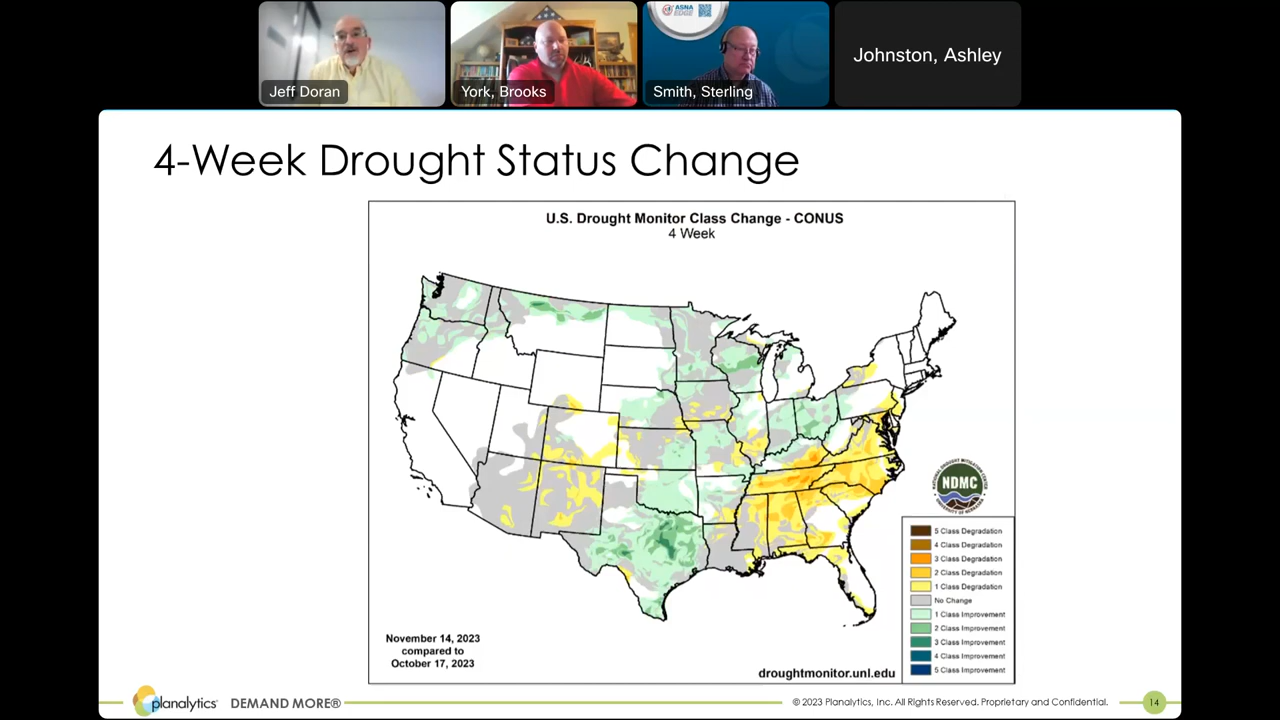 ASNA
EDGE
Jeff Doran
York, Brooks
Smith, Sterling
Johnston, Ashley
4-Week Drought Status Change
U.S. Drought Monitor Class Change - CONUS
4 Week
NDMC
5 Class Degradation
4 Class Degradation
3 Class Degradation
2 Class Degradation
1 Class Degradation
No Change
1 Class Improvement
2 Class Improvement
3 Class Improvement
4 Class Improvement
5 Class Improvement
November 14, 2023
compared to
October 17, 2023
droughtmonitor.unl.edu
planalytics DEMAND MORE®
© 2023 Planalytics, Inc. All Rights Reserved. Proprietary and Confidential.
14